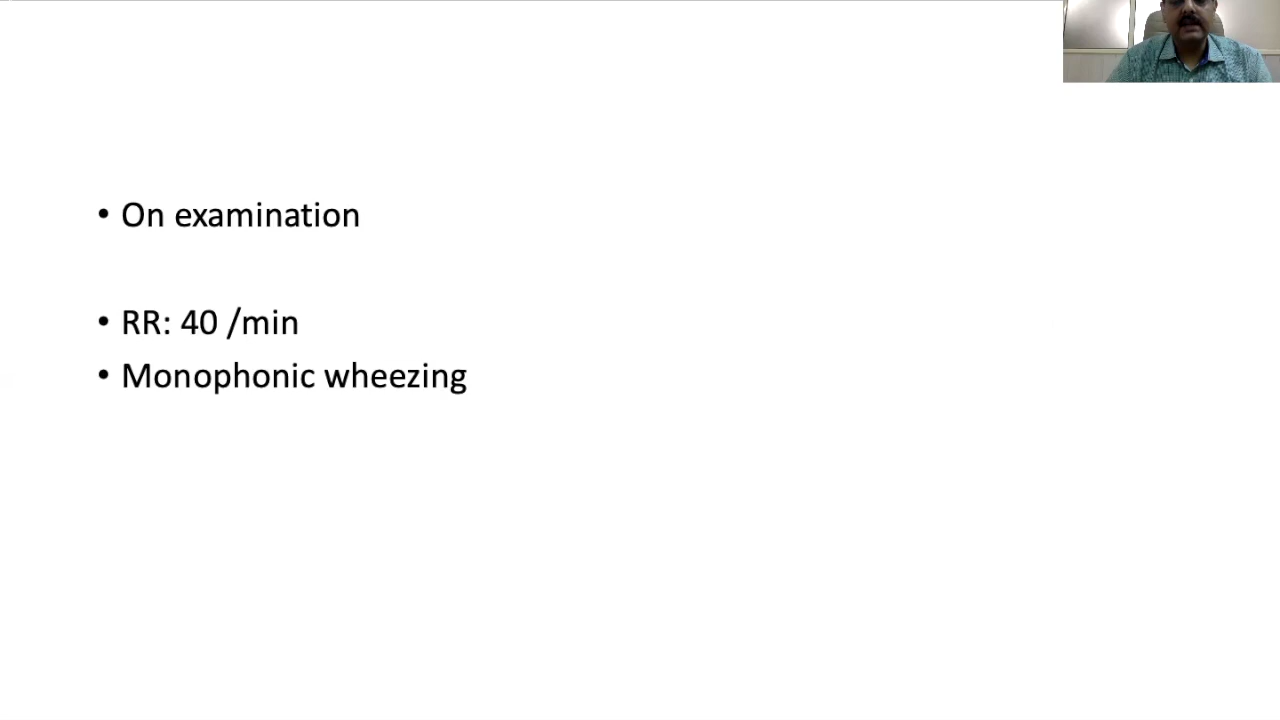 • On examination
• RR: 40 /min
• Monophonic wheezing